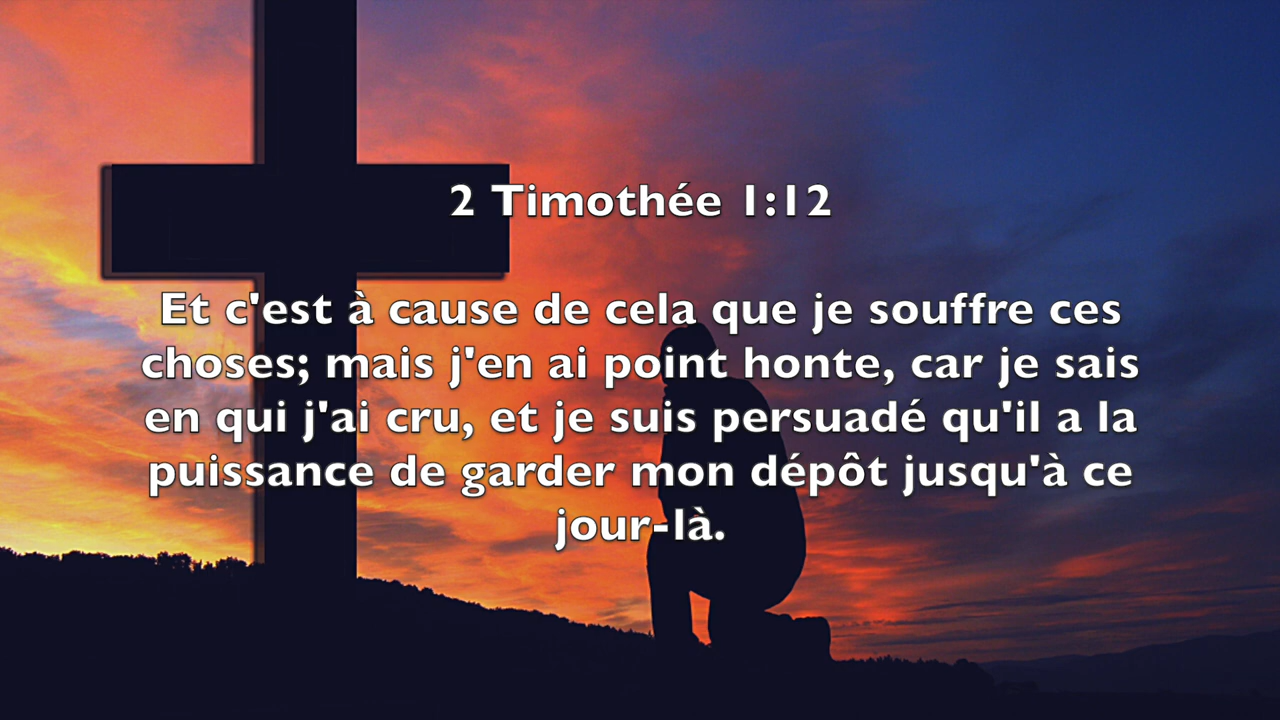 2 Timothée 1:12
Et c'est à cause de cela que je souffre ces
choses; mais j'en ai point honte, car je sais
en qui j'ai cru, et je suis persuadé qu'il a la
puissance de garder mon dépôt jusqu'à ce
jour-là.